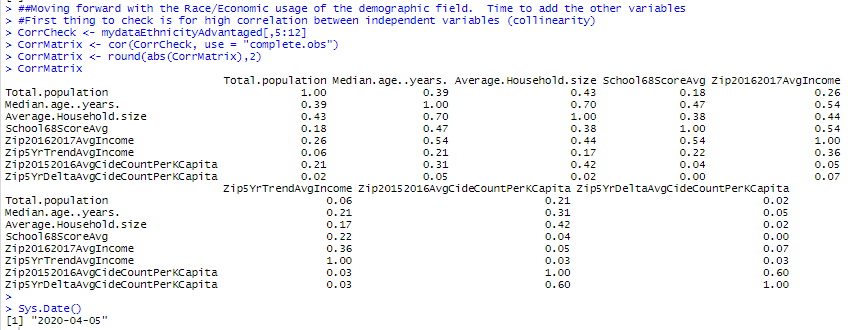 > ##Moving forward with the Race/Economic usage of the demographic field.  Time to add the other variables
> #First thing to check is for high correlation between independent variables (collinearity)
> CorrCheck <- mydataEthnicityAdvantaged[,5:12]
> CorrMatrix <- cor(CorrCheck, use = "complete.obs")
> CorrMatrix <- round(abs(CorrMatrix),2)
> CorrMatrix
Total.population Median.age..years. Average.Household.size School68ScoreAvg Zip20162017AvgIncome
Total.population 1.00 0.39 0.43 0.18 0.26
Median.age..years. 0.39 1.00 0.70 0.47 0.54
Average.Household.size 0.43 0.70 1.00 0.38 0.44
School68ScoreAvg 0.18 0.47 0.38 1.00 0.54
Zip20162017AvgIncome 0.26 0.54 0.44 0.54 1.00
Zip5YrTrendAvgIncome 0.06 0.21 0.17 0.22 0.36
Zip20152016AvgCideCountPerKCapita 0.21 0.31 0.42 0.04 0.05
Zip5YrDeltaAvgCideCountPerKCapita 0.02 0.05 0.02 0.00 0.07
Zip5YrTrendAvgIncome Zip20152016AvgCideCountPerKCapita Zip5YrDeltaAvgCideCountPerKCapita
Total.population 0.06 0.21 0.02
Median.age..years. 0.21 0.31 0.05
Average.Household.size 0.17 0.42 0.02
School68ScoreAvg 0.22 0.04 0.00
Zip20162017AvgIncome 0.36 0.05 0.07
Zip5YrTrendAvgIncome 1.00 0.03 0.03
Zip20152016AvgCideCountPerKCapita 0.03 1.00 0.60
Zip5YrDeltaAvgCideCountPerKCapita 0.03 0.60 1.00
>
> Sys.Date()
[1] "2020-04-05"